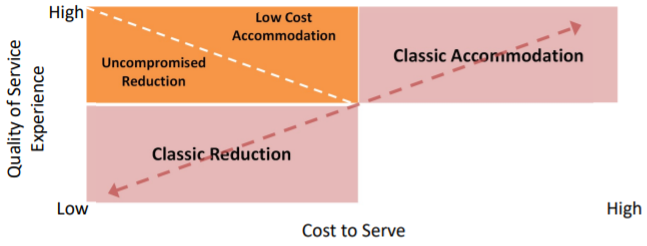 High
Low Cost
Accommodation
Uncompromised
Reduction
Classic Accommodation
Quality of Service
Experience
Classic Reduction
Low
High
Cost to Serve